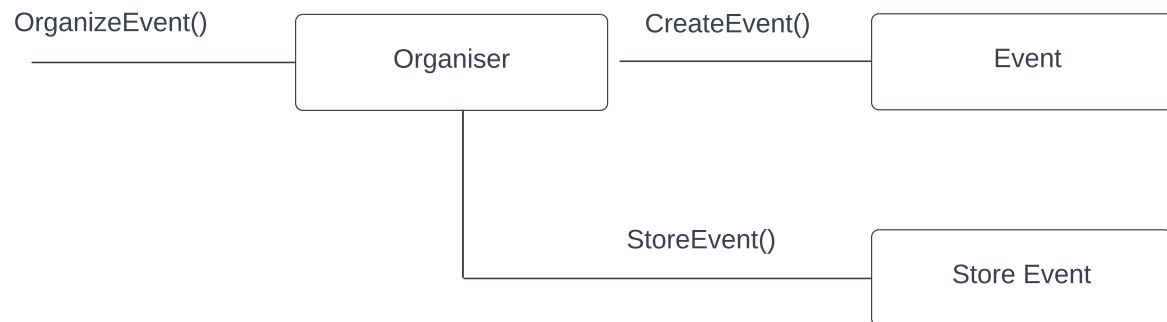 OrganizeEvent()
CreateEvent()
Organiser
Event
StoreEvent()
Store Event